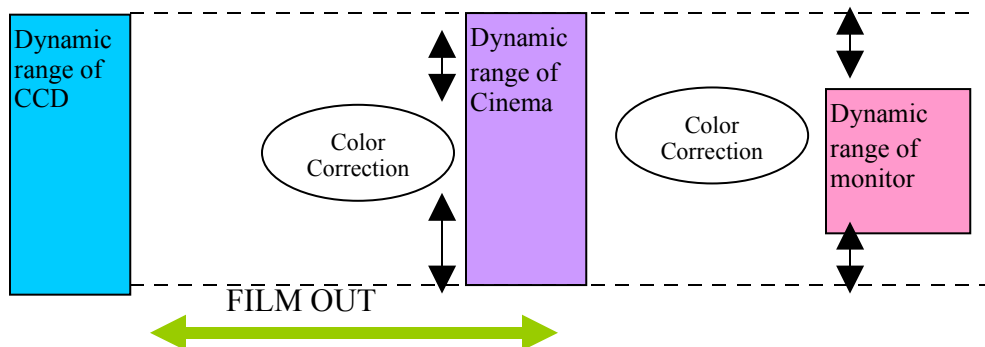 Dynamic
range of
CCD
Color
Correction
Dynamic
range of
Cinema
Color
Correction
Dynamic
range of
monitor
FILM OUT